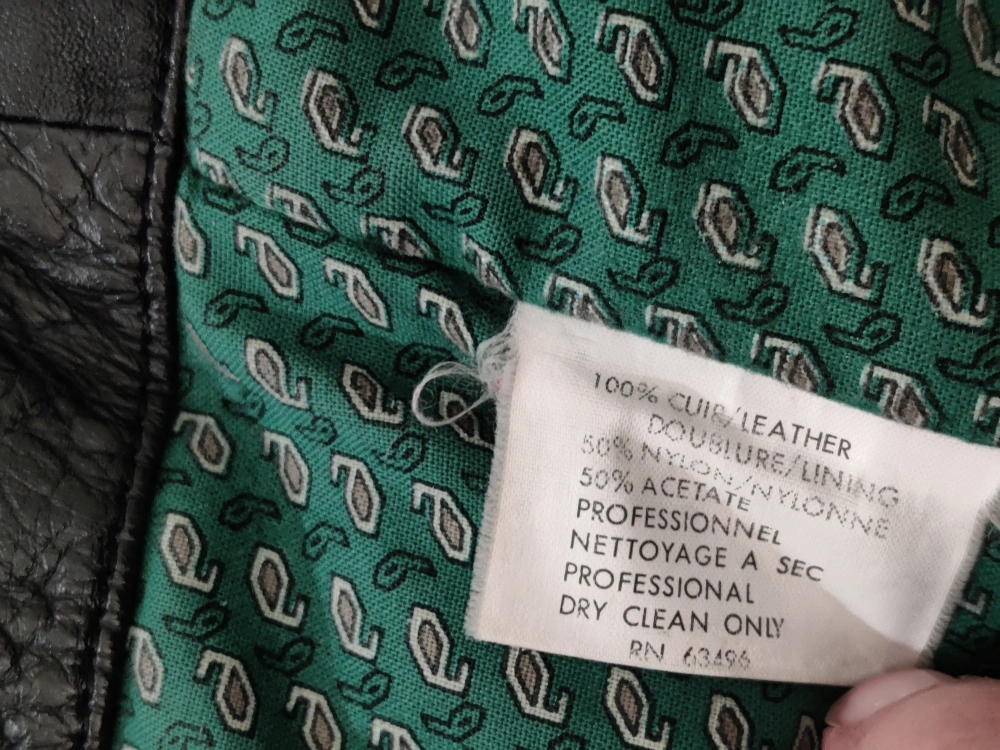 100% CUIR/LEATHER
DOUBLURE/LINING
50% NYLON/NYLONNE
50% ACETATE
PROFESSIONNEL
NETTOYAGE A SEC
PROFESSIONAL
DRY CLEAN ONLY
RN 63496